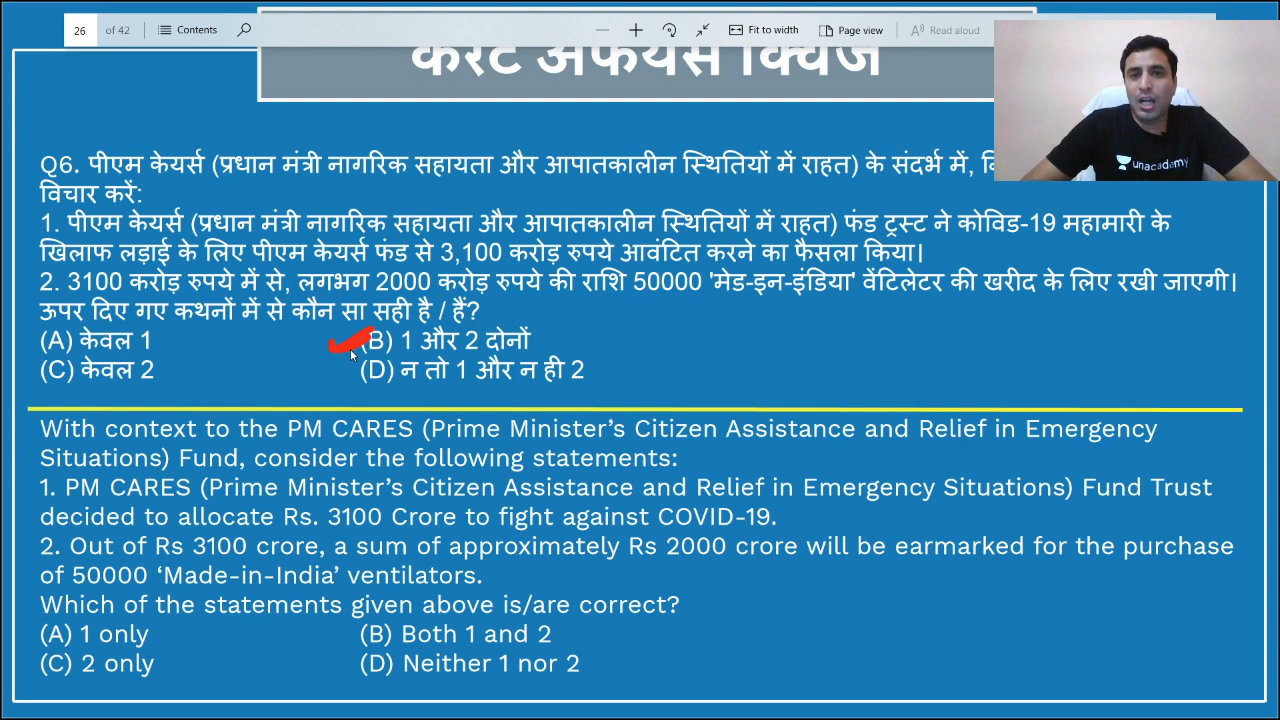 26 of 42 Contents Fit to width Page view Read aloud
करंट अफेयर्स क्विज
unacademy
Q6. पीएम केयर्स (प्रधान मंत्री नागरिक सहायता और आपातकालीन स्थितियों में राहत) के संदर्भ में,
विचार करें:
1. पीएम केयर्स (प्रधान मंत्री नागरिक सहायता और आपातकालीन स्थितियों में राहत) फंड ट्रस्ट ने कोविड-19 महामारी के
खिलाफ लड़ाई के लिए पीएम केयर्स फंड से 3,100 करोड़ रुपये आवंटित करने का फैसला किया।
2. 3100 करोड़ रुपये में से, लगभग 2000 करोड़ रुपये की राशि 50000 'मेड-इन-इंडिया' वेंटिलेटर की खरीद के लिए रखी जाएगी।
ऊपर दिए गए कथनों में से कौन सा सही है / हैं?
(A) केवल 1 (B) 1 और 2 दोनों
(C) केवल 2 (D) न तो 1 और न ही 2
With context to the PM CARES (Prime Minister’s Citizen Assistance and Relief in Emergency
Situations) Fund, consider the following statements:
1. PM CARES (Prime Minister’s Citizen Assistance and Relief in Emergency Situations) Fund Trust
decided to allocate Rs. 3100 Crore to fight against COVID-19.
2. Out of Rs 3100 crore, a sum of approximately Rs 2000 crore will be earmarked for the purchase
of 50000 ‘Made-in-India’ ventilators.
Which of the statements given above is/are correct?
(A) 1 only (B) Both 1 and 2
(C) 2 only (D) Neither 1 nor 2